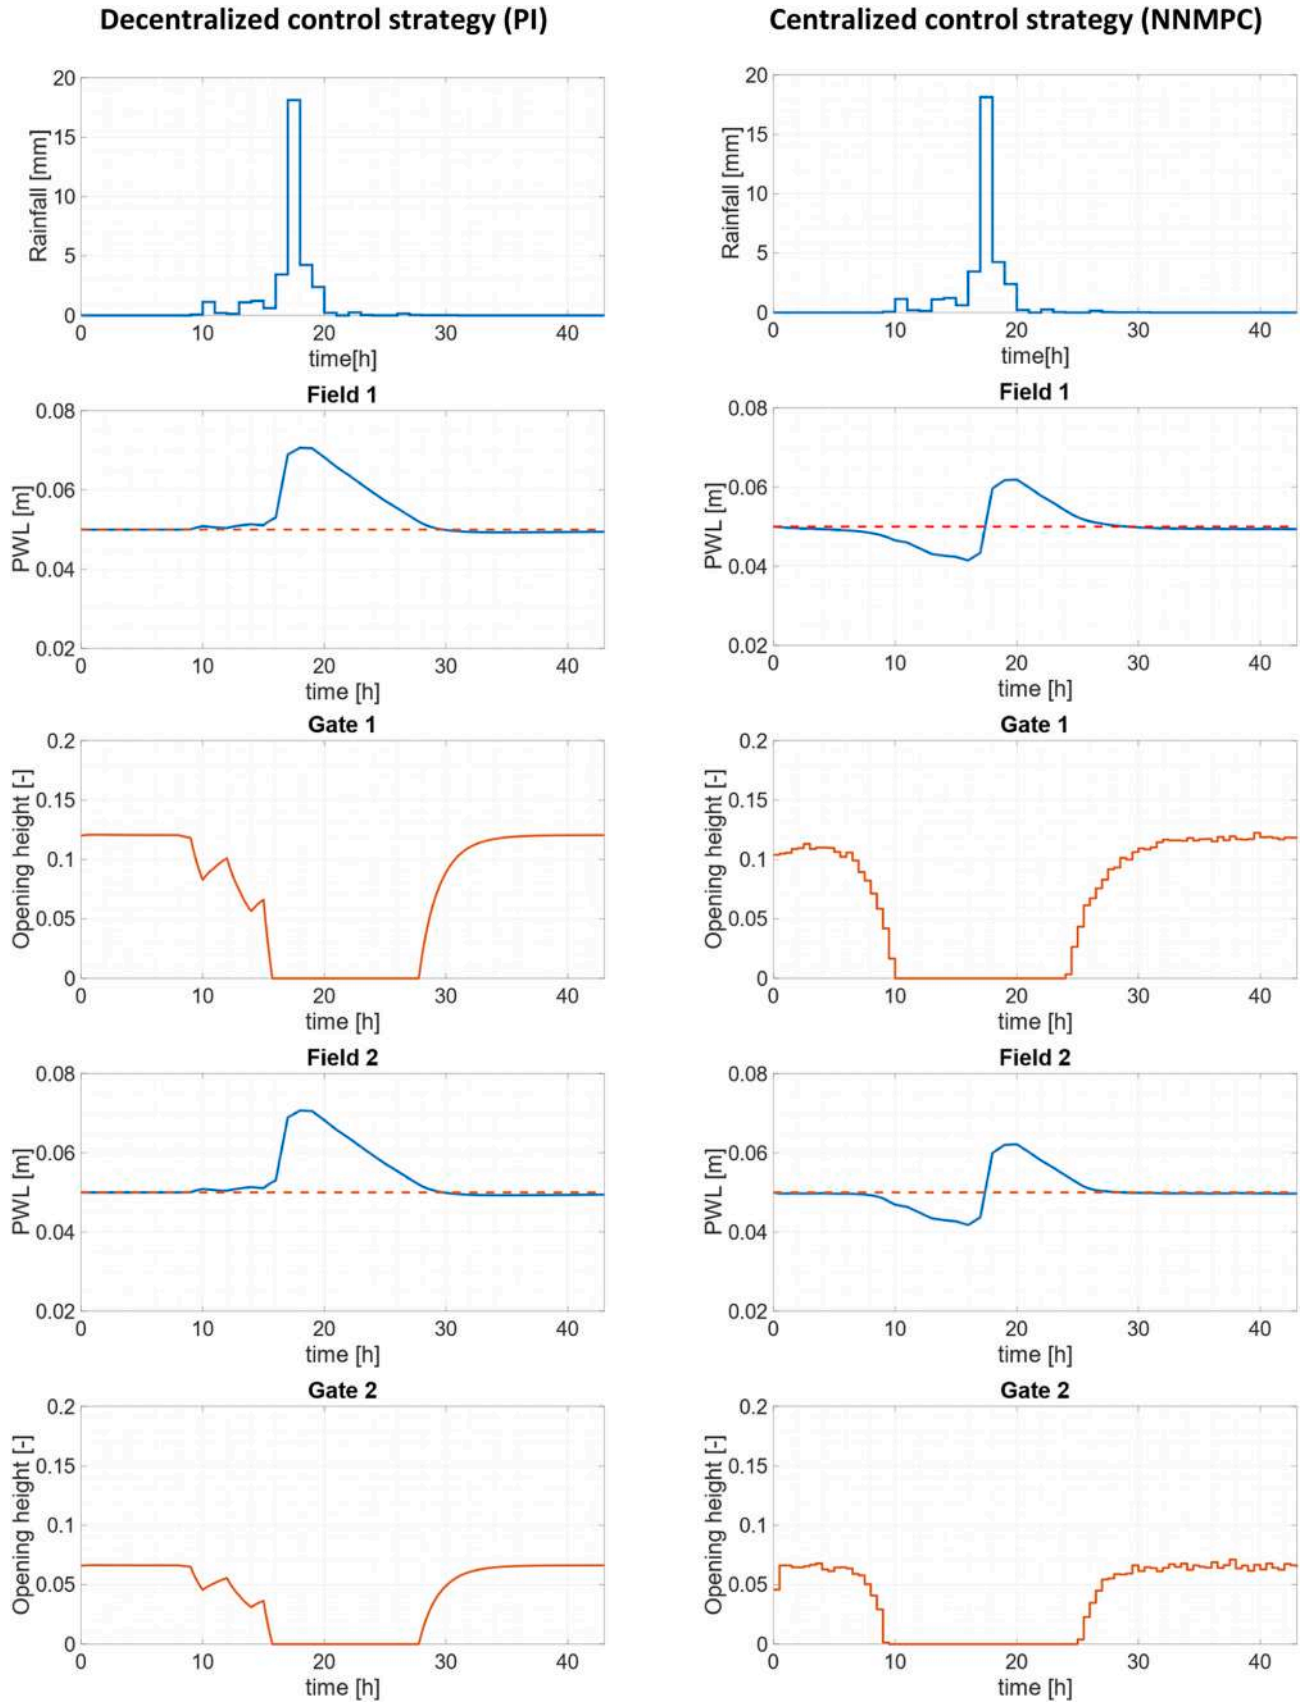 Decentralized control strategy (PI)
Centralized control strategy (NNMPC)
20
15
10
5
0
Rainfall [mm]
0 10 20 30 40
time[h]
20
15
10
5
0
Rainfall [mm]
0 10 20 30 40
time[h]
Field 1
0.08
0.06
0.04
0.02
PWL [m]
0 10 20 30 40
time [h]
Field 1
0.08
0.06
0.04
0.02
PWL [m]
0 10 20 30 40
time [h]
Gate 1
0.2
0.15
0.1
0.05
0
Opening height [-]
0 10 20 30 40
time [h]
Gate 1
0.2
0.15
0.1
0.05
0
Opening height [-]
0 10 20 30 40
time [h]
Field 2
0.08
0.06
0.04
0.02
PWL [m]
0 10 20 30 40
time [h]
Field 2
0.08
0.06
0.04
0.02
PWL [m]
0 10 20 30 40
time [h]
Gate 2
0.2
0.15
0.1
0.05
0
Opening height [-]
0 10 20 30 40
time [h]
Gate 2
0.2
0.15
0.1
0.05
0
Opening height [-]
0 10 20 30 40
time [h]